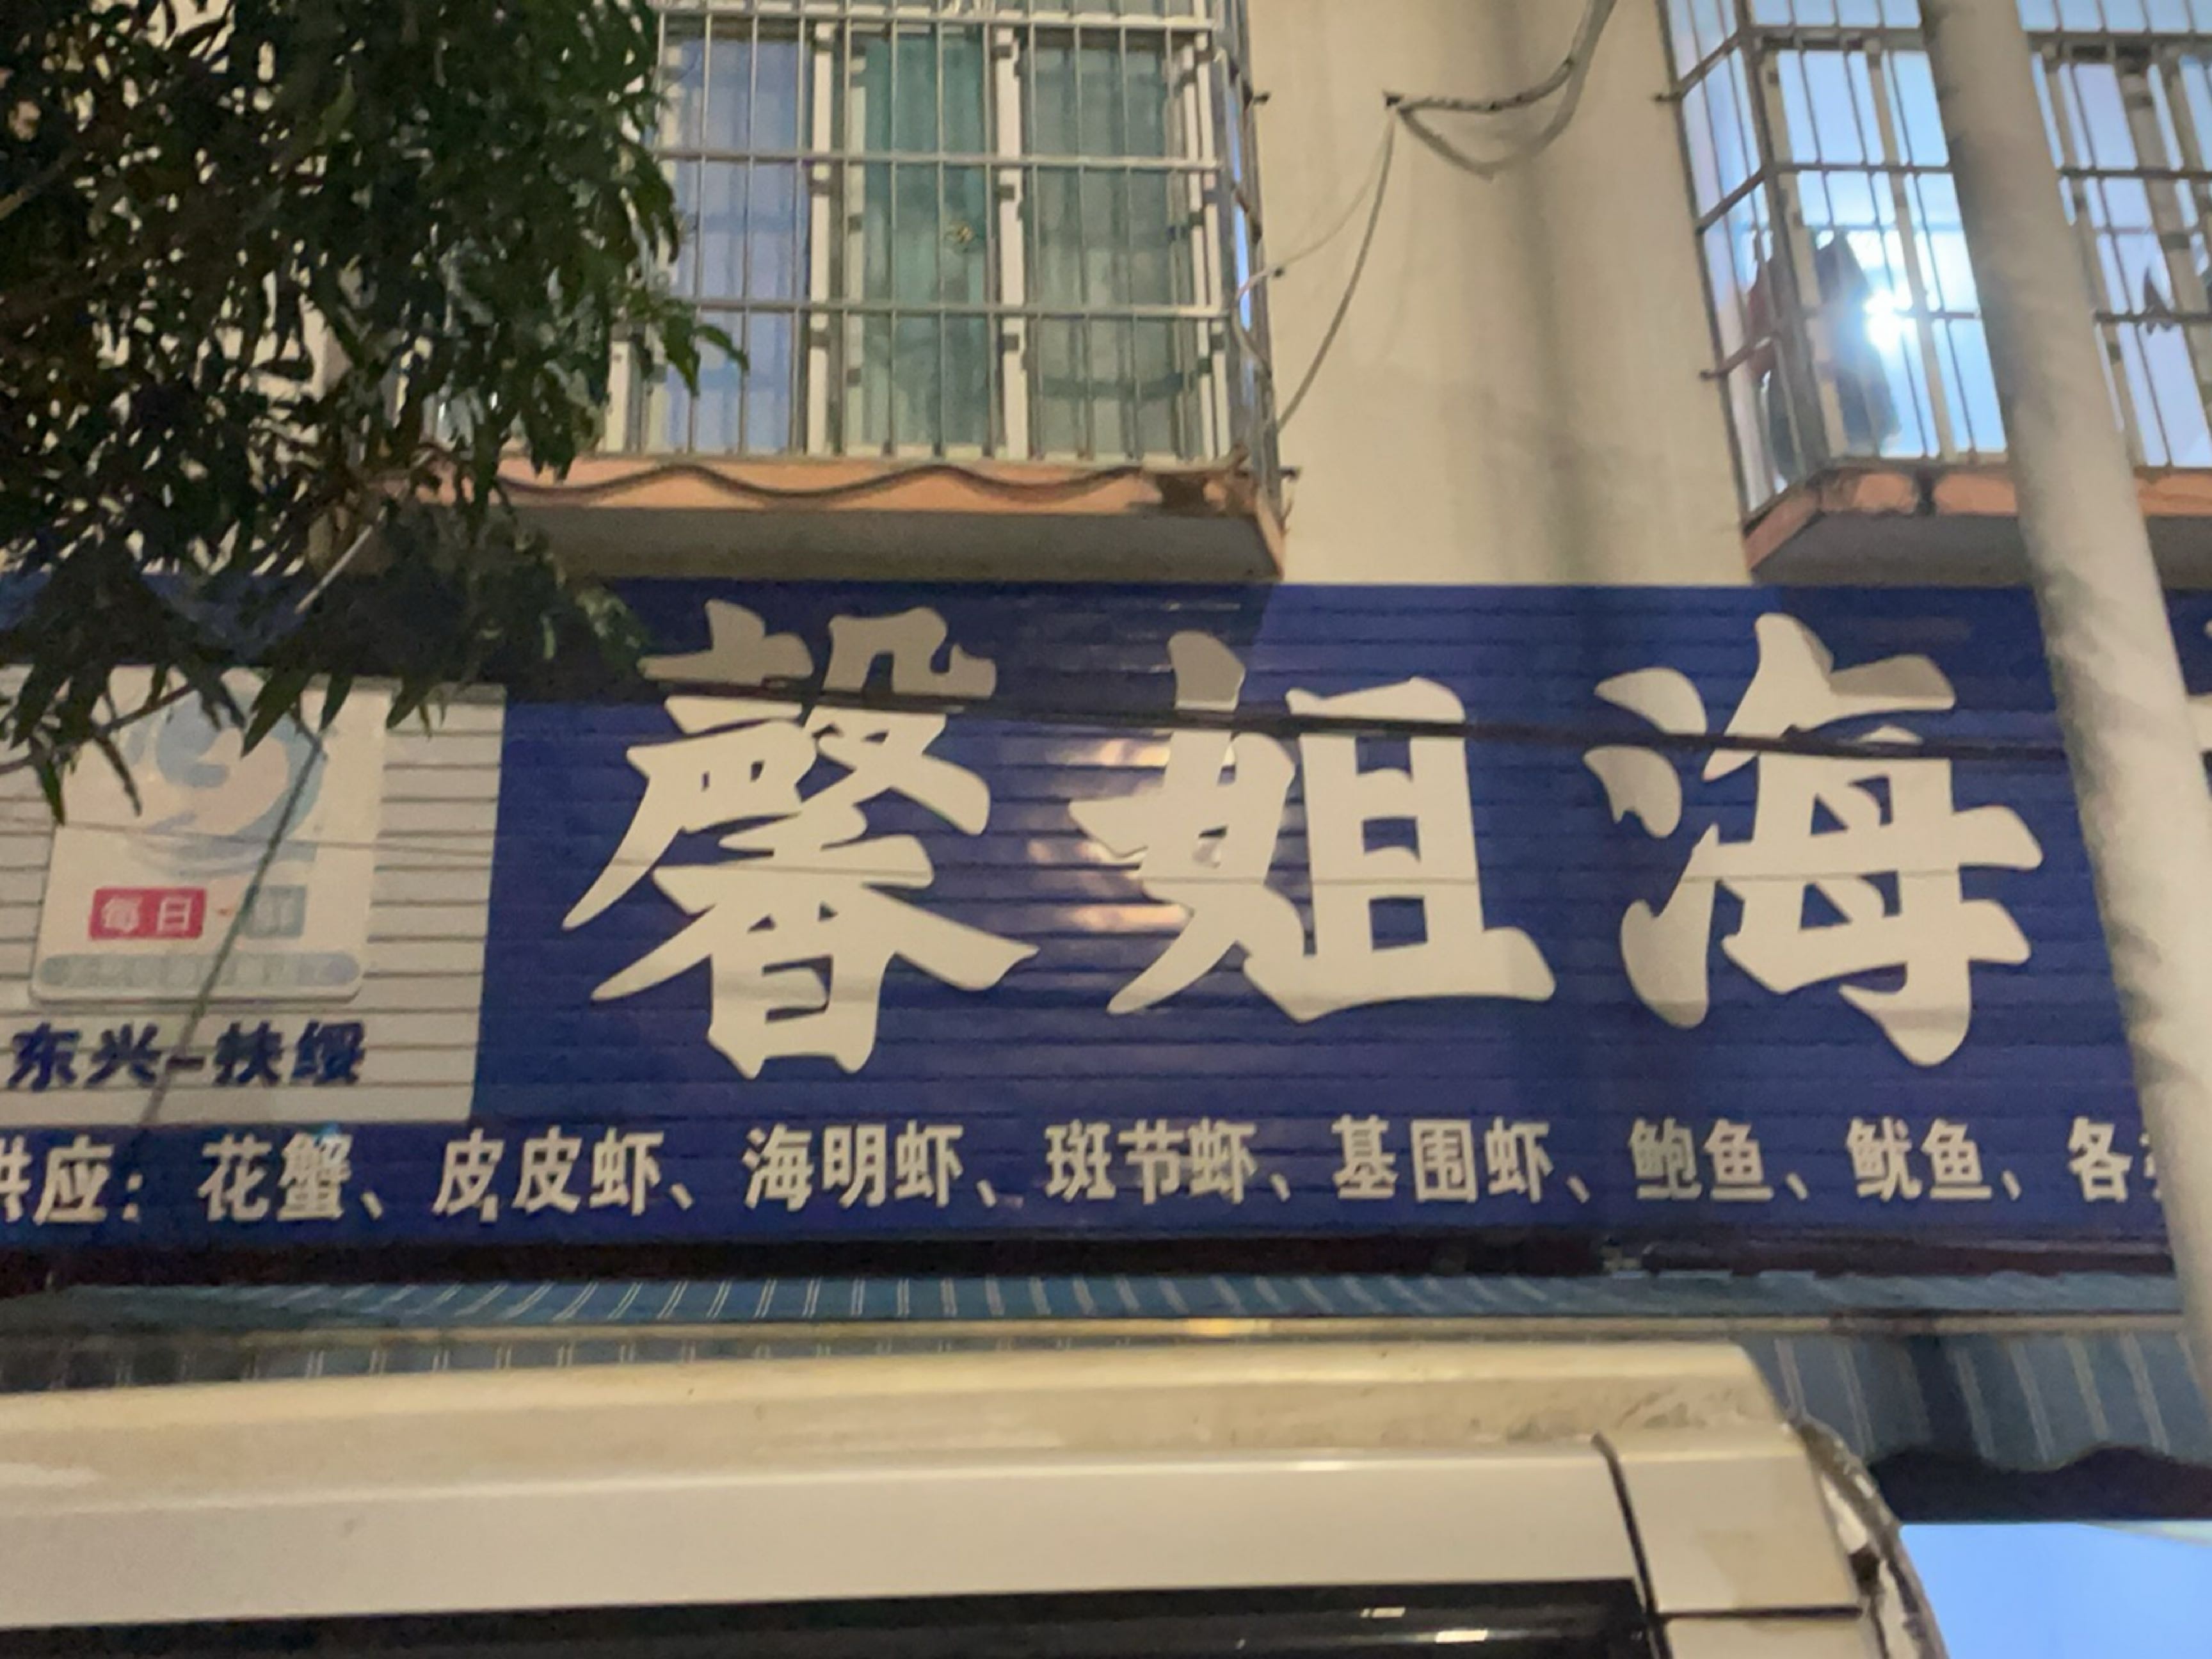 馨姐海
每日
东兴-扶绥
供应：花蟹、皮皮虾、海明虾、斑节虾、基围虾、鲍鱼、鱿鱼、各